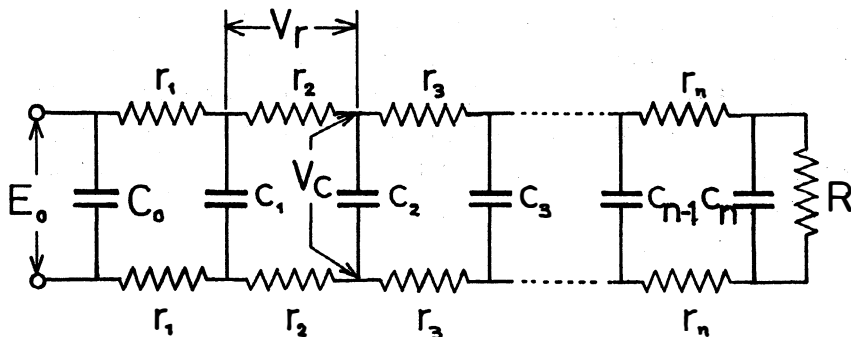 Vr
r₁ r₂ r₃ rₙ
E₀ C₀ C₁ VC C₂ C₃ Cn-1 Cn R
r₁ r₂ r₃ rₙ